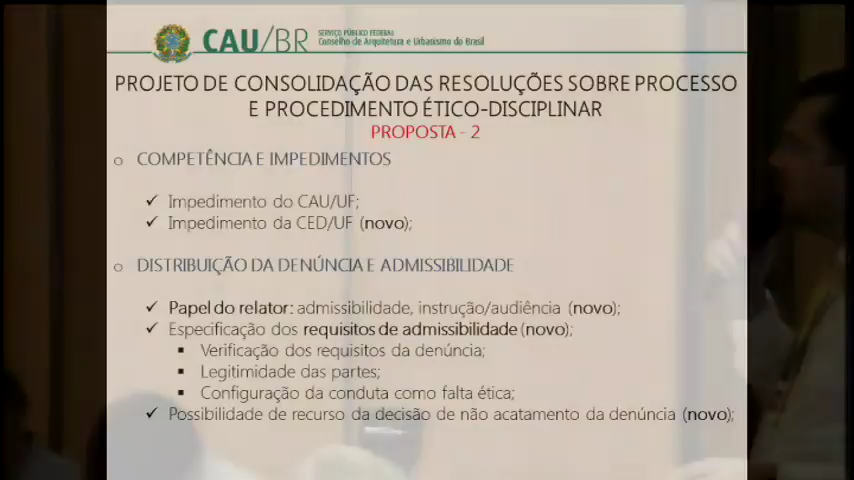 CAU/BR
SERVIÇO PÚBLICO FEDERAL
Conselho de Arquitetura e Urbanismo do Brasil
PROJETO DE CONSOLIDAÇÃO DAS RESOLUÇÕES SOBRE PROCESSO
E PROCEDIMENTO ÉTICO-DISCIPLINAR
PROPOSTA - 2
o COMPETÊNCIA E IMPEDIMENTOS
✓ Impedimento do CAU/UF;
✓ Impedimento da CED/UF (novo);
o DISTRIBUIÇÃO DA DENÚNCIA E ADMISSIBILIDADE
✓ Papel do relator: admissibilidade, instrução/audiência (novo);
✓ Especificação dos requisitos de admissibilidade (novo);
▪ Verificação dos requisitos da denúncia;
▪ Legitimidade das partes;
▪ Configuração da conduta como falta ética;
✓ Possibilidade de recurso da decisão de não acatamento da denúncia (novo);